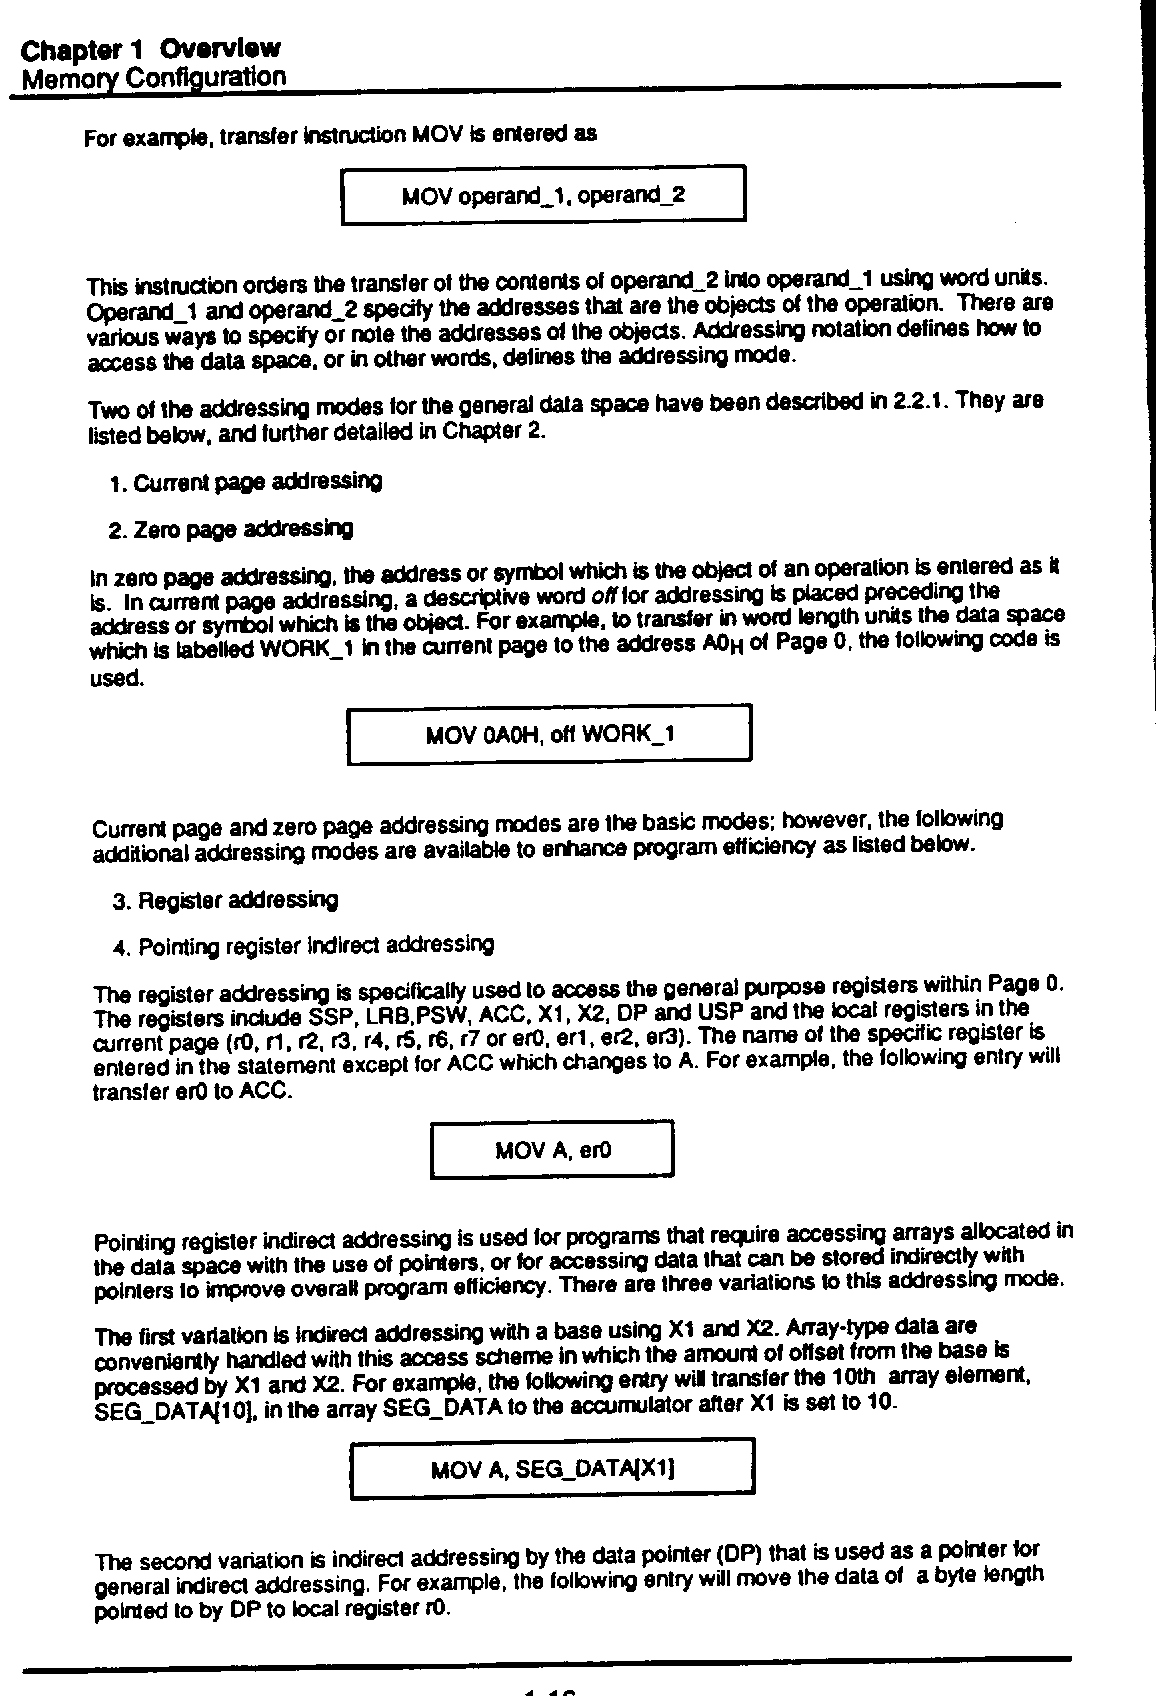 Chapter 1 Overview
Memory Configuration
For example, transfer instruction MOV is entered as
MOV operand_1, operand_2
This instruction orders the transfer of the contents of operand_2 into operand_1 using word units.
Operand_1 and operand_2 specify the addresses that are the objects of the operation. There are
various ways to specify or note the addresses of the objects. Addressing notation defines how to
access the data space, or in other words, defines the addressing mode.
Two of the addressing modes for the general data space have been described in 2.2.1. They are
listed below, and further detailed in Chapter 2.
1. Current page addressing
2. Zero page addressing
In zero page addressing, the address or symbol which is the object of an operation is entered as it
is. In current page addressing, a descriptive word off for addressing is placed preceding the
address or symbol which is the object. For example, to transfer in word length units the data space
which is labelled WORK_1 in the current page to the address A0H of Page 0, the following code is
used.
MOV 0A0H, off WORK_1
Current page and zero page addressing modes are the basic modes; however, the following
additional addressing modes are available to enhance program efficiency as listed below.
3. Register addressing
4. Pointing register indirect addressing
The register addressing is specifically used to access the general purpose registers within Page 0.
The registers include SSP, LRB,PSW, ACC, X1, X2, DP and USP and the local registers in the
current page (r0, r1, r2, r3, r4, r5, r6, r7 or er0, er1, er2, er3). The name of the specific register is
entered in the statement except for ACC which changes to A. For example, the following entry will
transfer er0 to ACC.
MOV A, er0
Pointing register indirect addressing is used for programs that require accessing arrays allocated in
the data space with the use of pointers, or for accessing data that can be stored indirectly with
pointers to improve overall program efficiency. There are three variations to this addressing mode.
The first variation is indirect addressing with a base using X1 and X2. Array-type data are
conveniently handled with this access scheme in which the amount of offset from the base is
processed by X1 and X2. For example, the following entry will transfer the 10th array element,
SEG_DATA[10], in the array SEG_DATA to the accumulator after X1 is set to 10.
MOV A, SEG_DATA[X1]
The second variation is indirect addressing by the data pointer (DP) that is used as a pointer for
general indirect addressing. For example, the following entry will move the data of a byte length
pointed to by DP to local register r0.